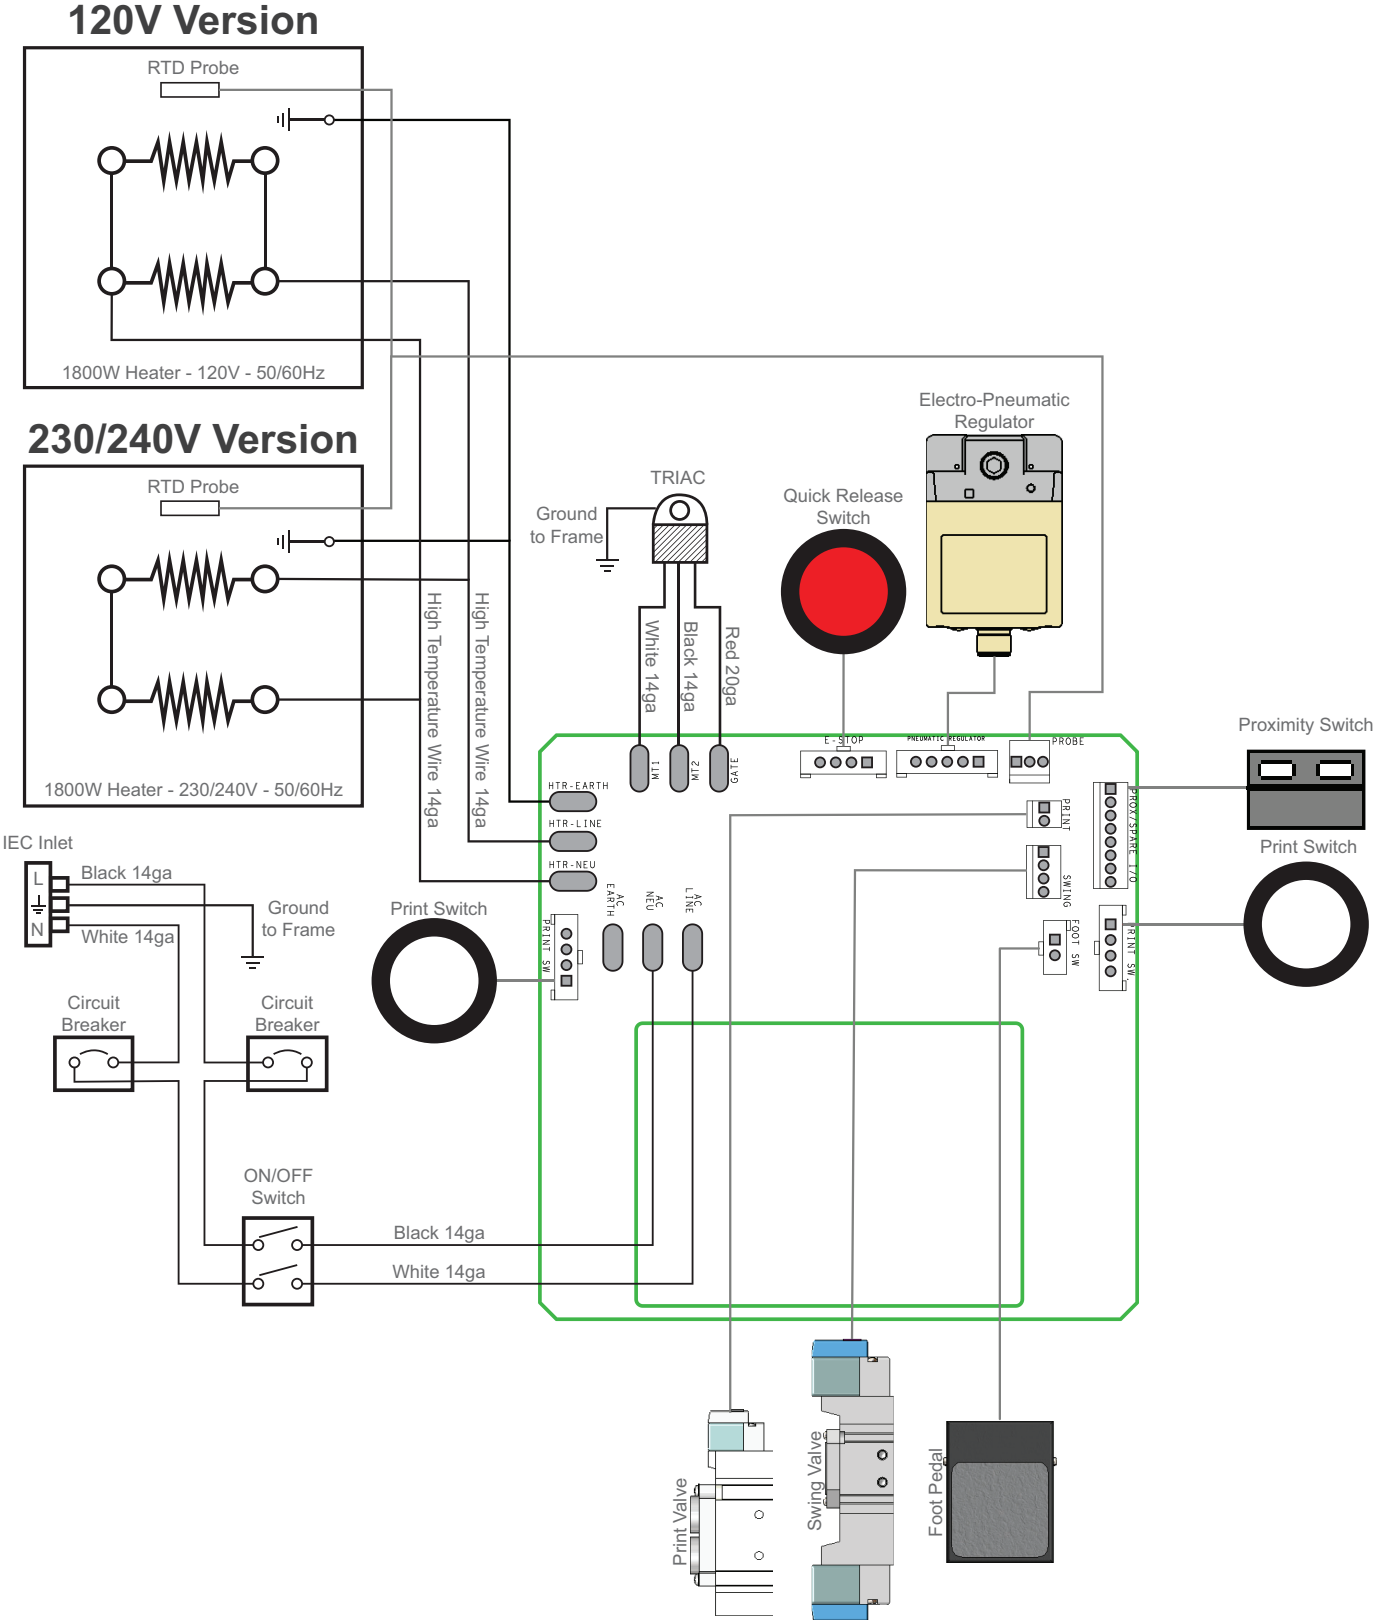 120V Version
RTD Probe
1800W Heater - 120V - 50/60Hz
230/240V Version
RTD Probe
1800W Heater - 230/240V - 50/60Hz
High Temperature Wire 14ga
High Temperature Wire 14ga
TRIAC
Ground
to Frame
White 14ga
Black 14ga
Red 20ga
Quick Release
Switch
Electro-Pneumatic
Regulator
Proximity Switch
Print Switch
E-STOP
PNEUMATIC REGULATOR
PROBE
MT1
MT2
GATE
HTR-EARTH
HTR-LINE
HTR-NEU
AC
EARTH
AC
NEU
AC
LINE
PRINT
SWING
PROX/SPARE I/O
FOOT SW
PRINT SW.
PRINT SW
Print Switch
IEC Inlet
L
N
Black 14ga
White 14ga
Ground
to Frame
Circuit
Breaker
Circuit
Breaker
ON/OFF
Switch
Black 14ga
White 14ga
Print Valve
Swing Valve
Foot Pedal